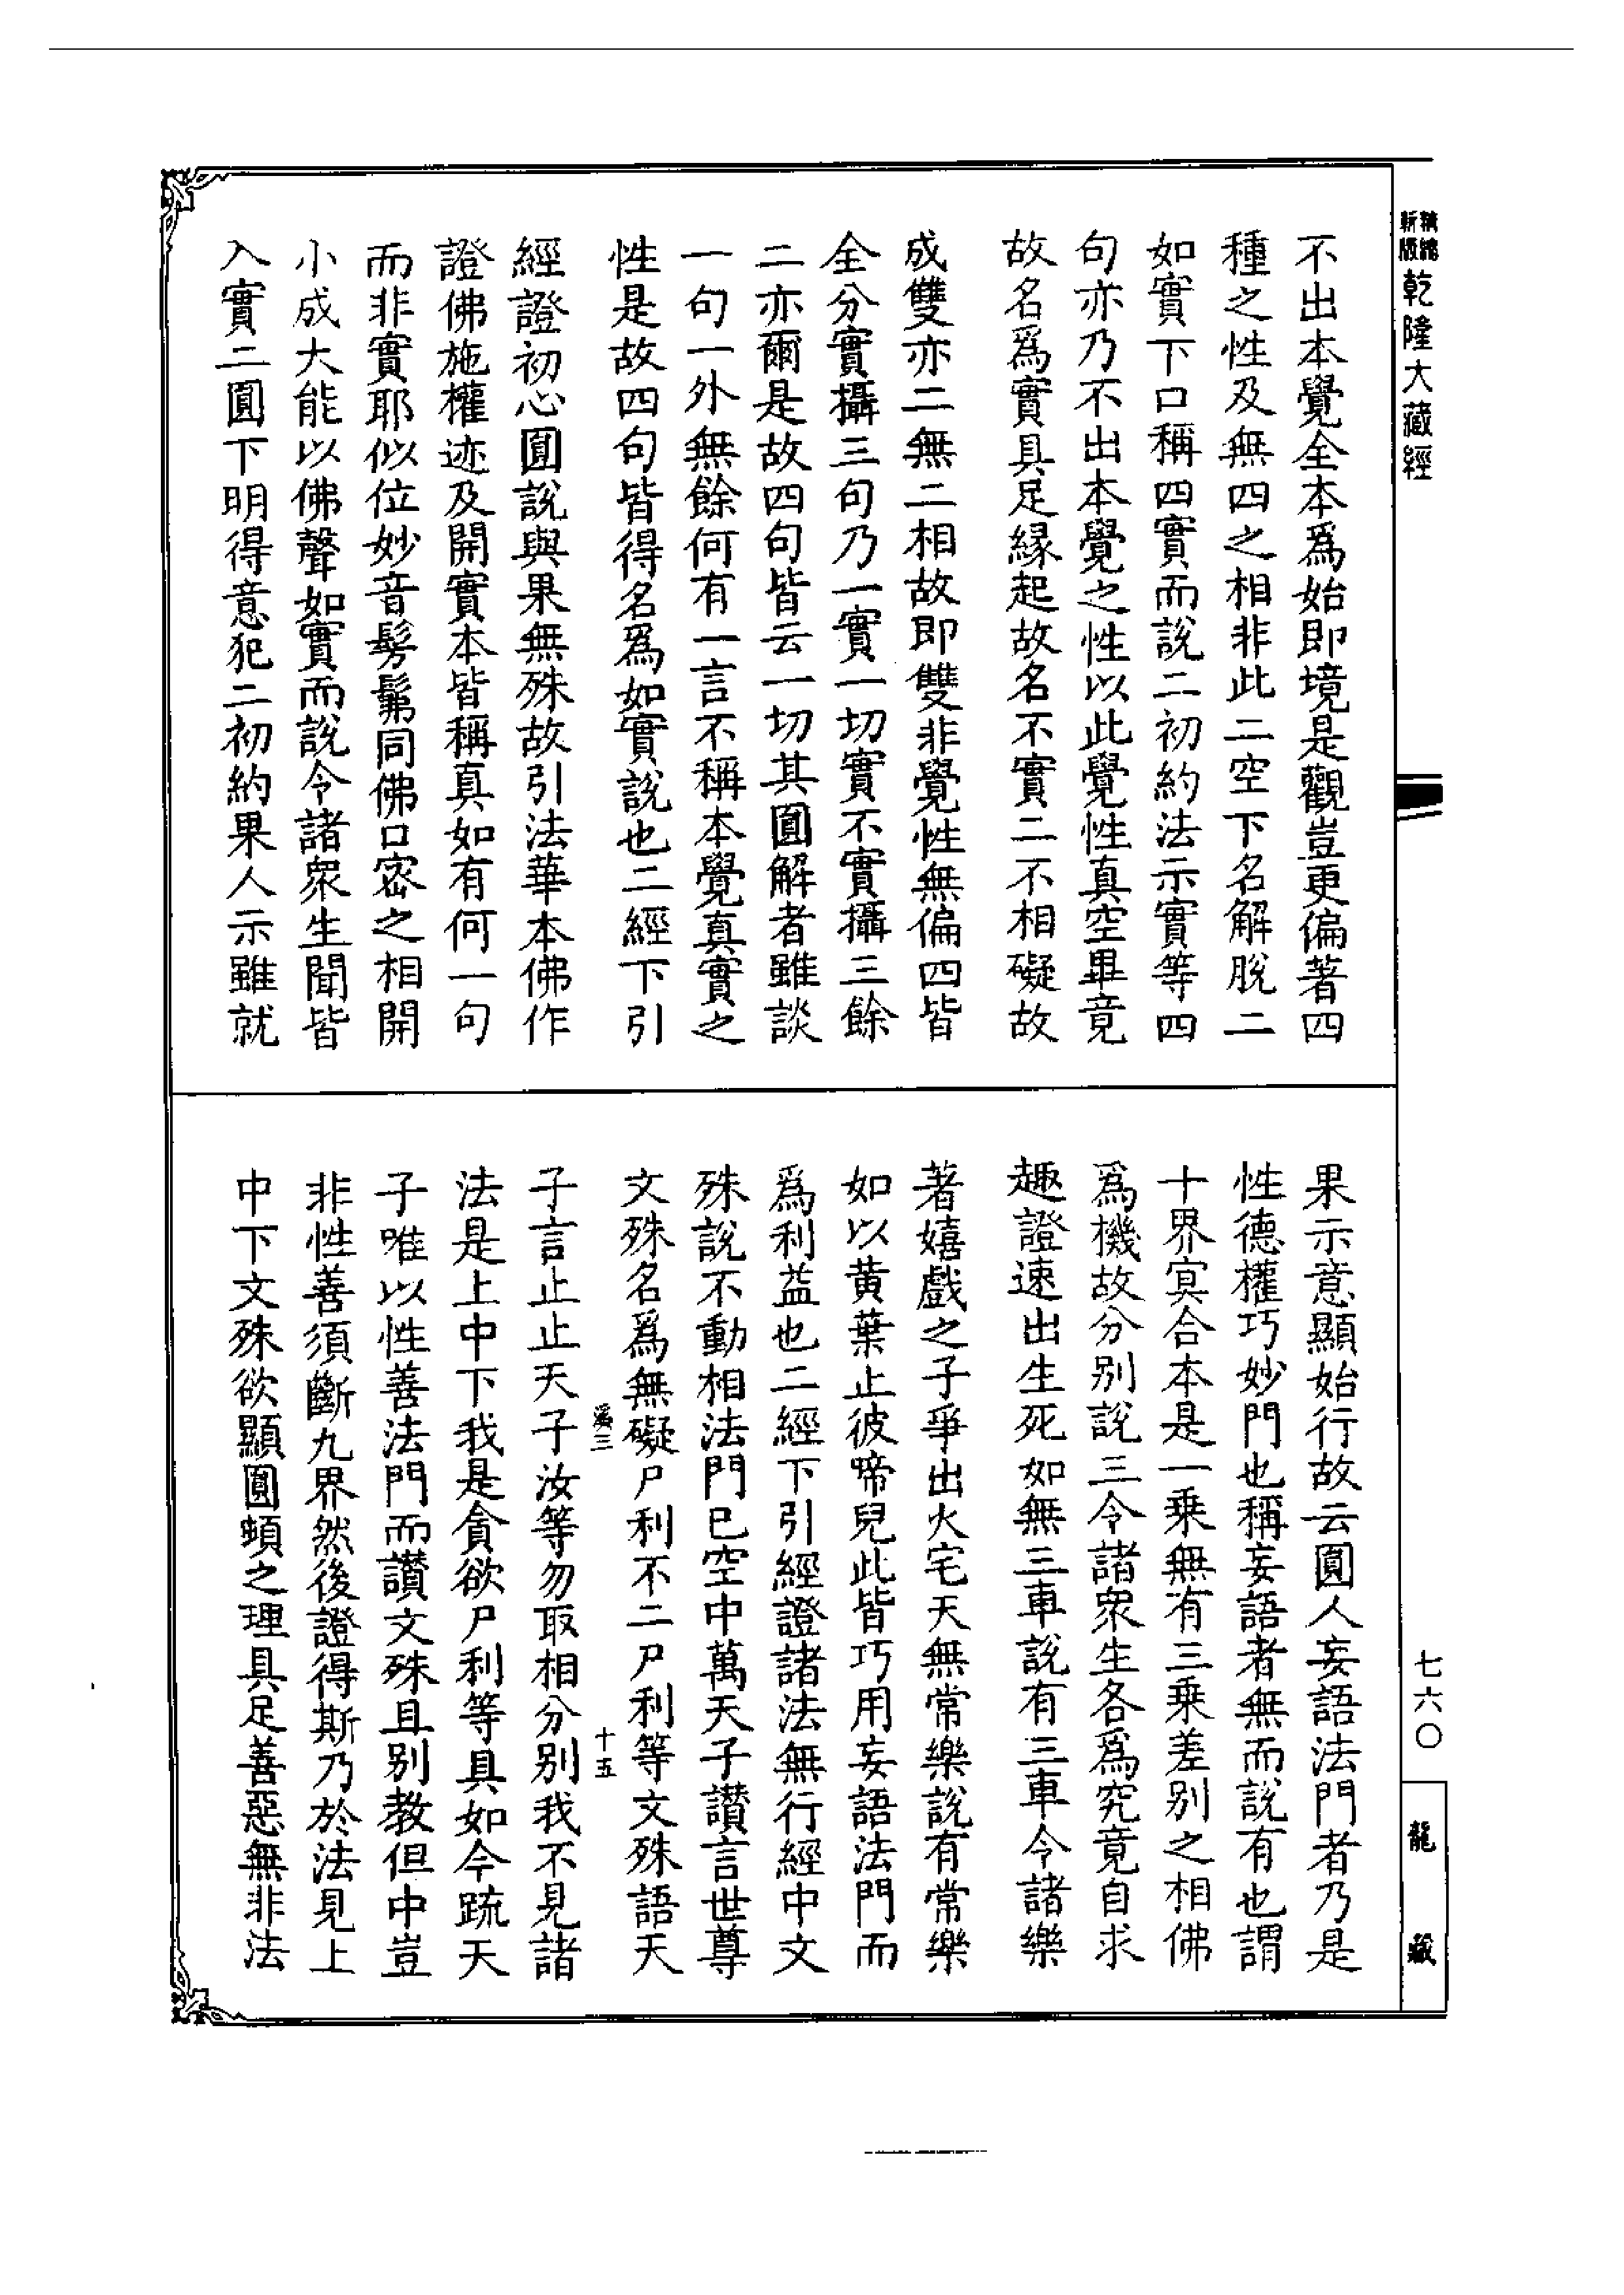 精編
新版
乾隆大藏經
不出本覺全本爲始即境是觀豈更偏著四
種之性及無四之相非此二空下名解脫二
如實下口稱四實而說二初約法示實等四
句亦乃不出本覺之性以此覺性真空畢竟
故名爲實具足緣起故名不實二不相礙故
成雙亦二無二相故即雙非覺性無偏四皆
全分實攝三句乃一實一切實不實攝三餘
二亦爾是故四句皆云一切其圓解者雖談
一句一外無餘何有一言不稱本覺真實之
性是故四句皆得名爲如實說也二經下引
經證初心圓說與果無殊故引法華本佛作
證佛施權迹及開實本皆稱真如有何一句
而非實耶似位妙音髣髴同佛口密之相開
小成大能以佛聲如實而說令諸衆生聞皆
入實二圓下明得意犯二初約果人示雖就
果示意顯始行故云圓人妄語法門者乃是
性德權巧妙門也稱妄語者無而說有也謂
十界冥合本是一乘無有三乘差別之相佛
爲機故分別說三令諸衆生各爲究竟自求
趣證速出生死如無三車說有三車令諸樂
著嬉戲之子爭出火宅天無常樂說有常樂
如以黃葉止彼啼兒此皆巧用妄語法門而
爲利益也二經下引經證諸法無行經中文
殊說不動相法門已空中萬天子讚言世尊
文殊名爲無礙尸利不二尸利等文殊語天
子言止止天子汝等勿取相分別我不見諸
法是上中下我是貪欲尸利等具如今疏天
子唯以性善法門而讚文殊且別教但中豈
非性善須斷九界然後證得斯乃於法見上
中下文殊欲顯圓頓之理具足善惡無非法
十五
七六〇
龍藏